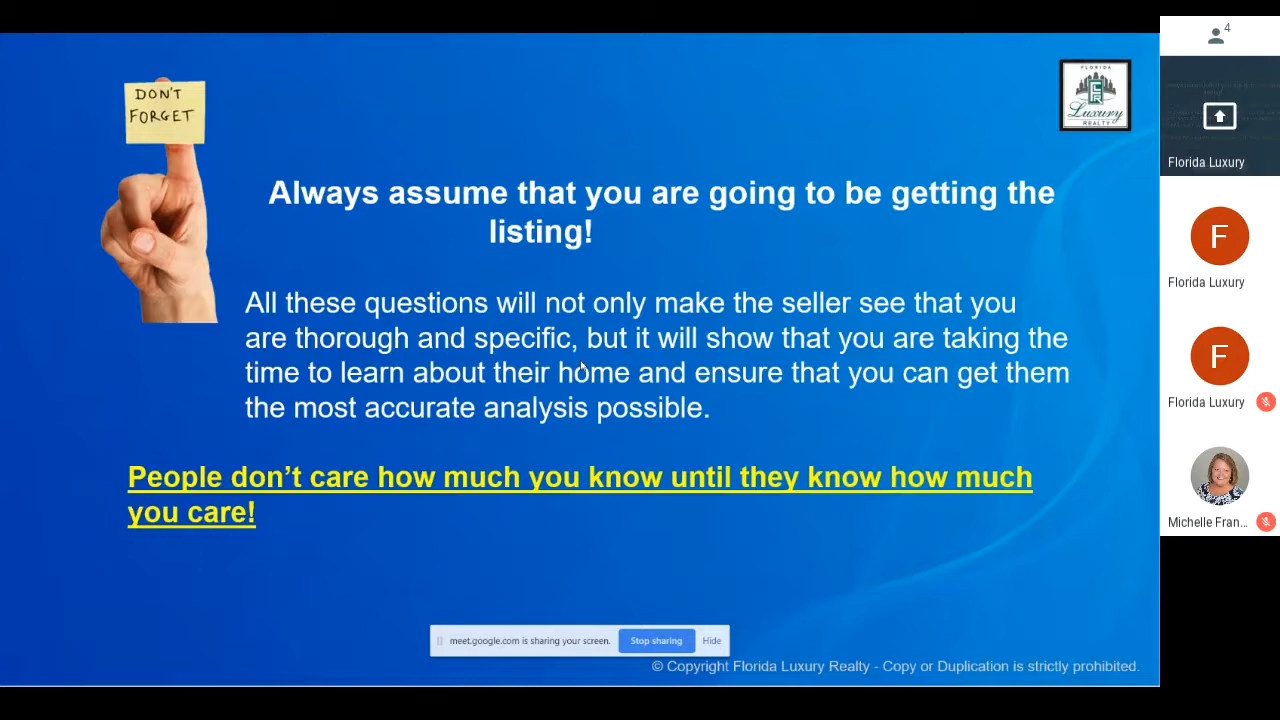 DON'T
FORGET
FLORIDA
FLR
Luxury
REALTY
Always assume that you are going to be getting the
listing!
All these questions will not only make the seller see that you
are thorough and specific, but it will show that you are taking the
time to learn about their home and ensure that you can get them
the most accurate analysis possible.
People don’t care how much you know until they know how much
you care!
meet.google.com is sharing your screen. Stop sharing Hide
© Copyright Florida Luxury Realty - Copy or Duplication is strictly prohibited.
4
Florida Luxury
F
Florida Luxury
F
Florida Luxury
Michelle Fran...